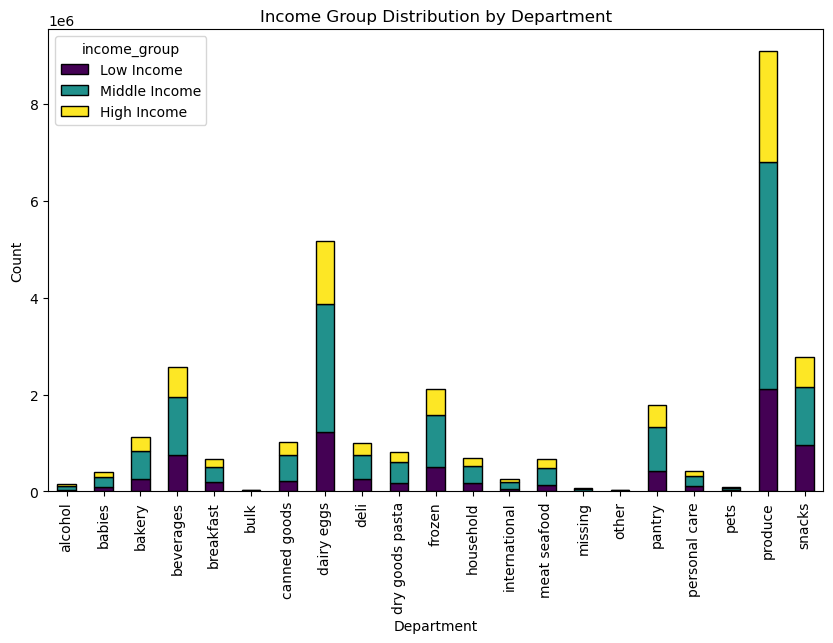 Income Group Distribution by Department
1e6
income_group
Low Income
Middle Income
High Income
8
6
4
2
0
Count
alcohol
babies
bakery
beverages
breakfast
bulk
canned goods
dairy eggs
deli
dry goods pasta
frozen
household
international
meat seafood
missing
other
pantry
personal care
pets
produce
snacks
Department